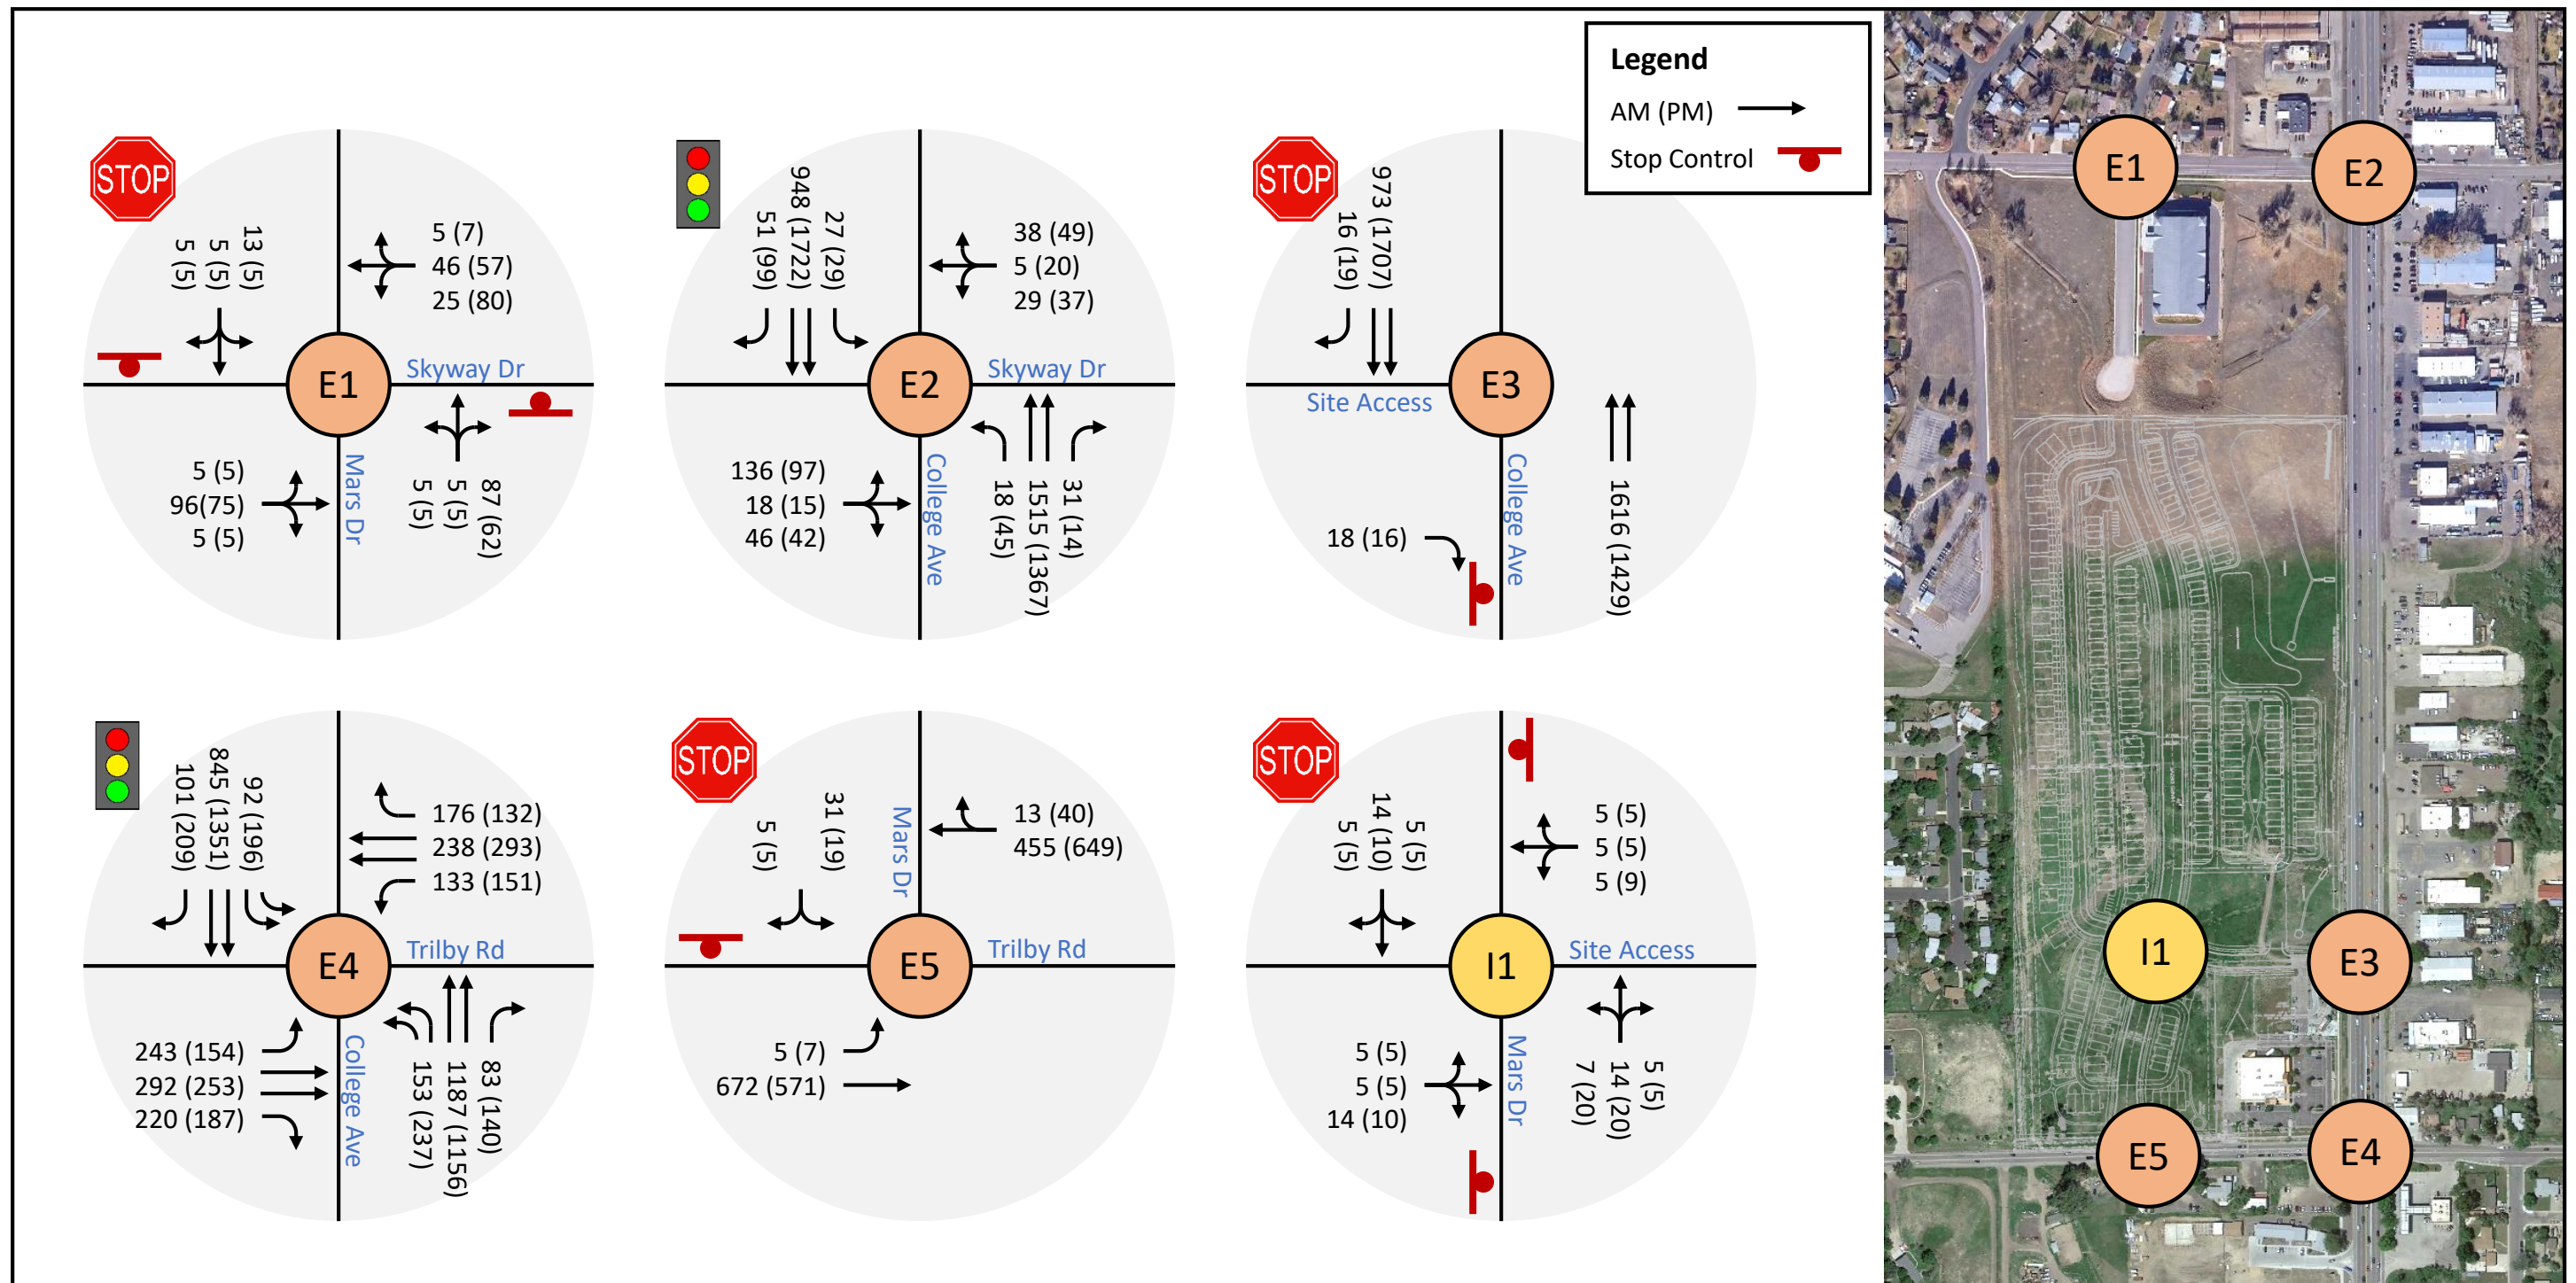 Legend
AM (PM)
Stop Control
STOP
13 (5)
5 (5)
5 (5)
5 (7)
46 (57)
25 (80)
E1
Skyway Dr
Mars Dr
5 (5)
96(75)
5 (5)
5 (5)
5 (5)
87 (62)
27 (29)
948 (1722)
51 (99)
38 (49)
5 (20)
29 (37)
E2
Skyway Dr
College Ave
136 (97)
18 (15)
46 (42)
18 (45)
1515 (1367)
31 (14)
STOP
973 (1707)
16 (19)
E3
Site Access
College Ave
18 (16)
1616 (1429)
92 (196)
845 (1351)
101 (209)
176 (132)
238 (293)
133 (151)
E4
Trilby Rd
College Ave
243 (154)
292 (253)
220 (187)
153 (237)
1187 (1156)
83 (140)
STOP
31 (19)
5 (5)
Mars Dr
13 (40)
455 (649)
E5
Trilby Rd
5 (7)
672 (571)
STOP
5 (5)
14 (10)
5 (5)
5 (5)
5 (5)
5 (9)
I1
Site Access
Mars Dr
5 (5)
5 (5)
14 (10)
7 (20)
14 (20)
5 (5)
E1
E2
I1
E3
E5
E4